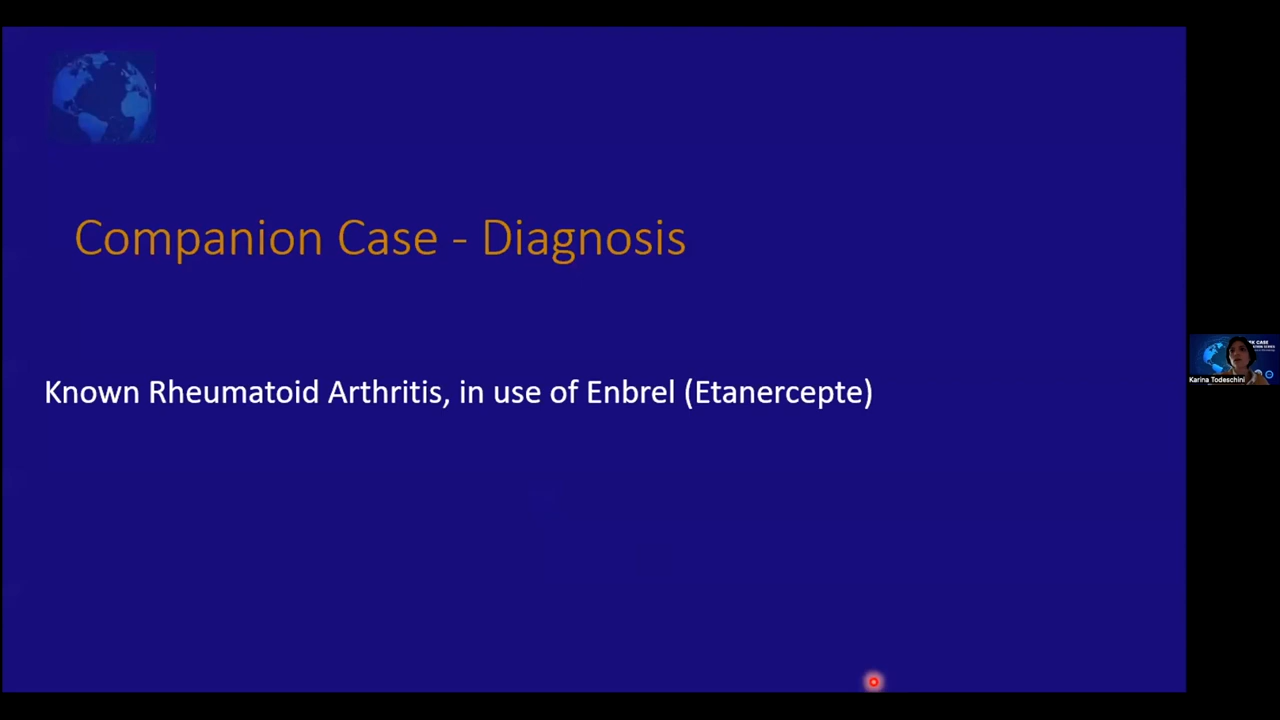 Companion Case - Diagnosis
Known Rheumatoid Arthritis, in use of Enbrel (Etanercepte)
Karina Todeschini